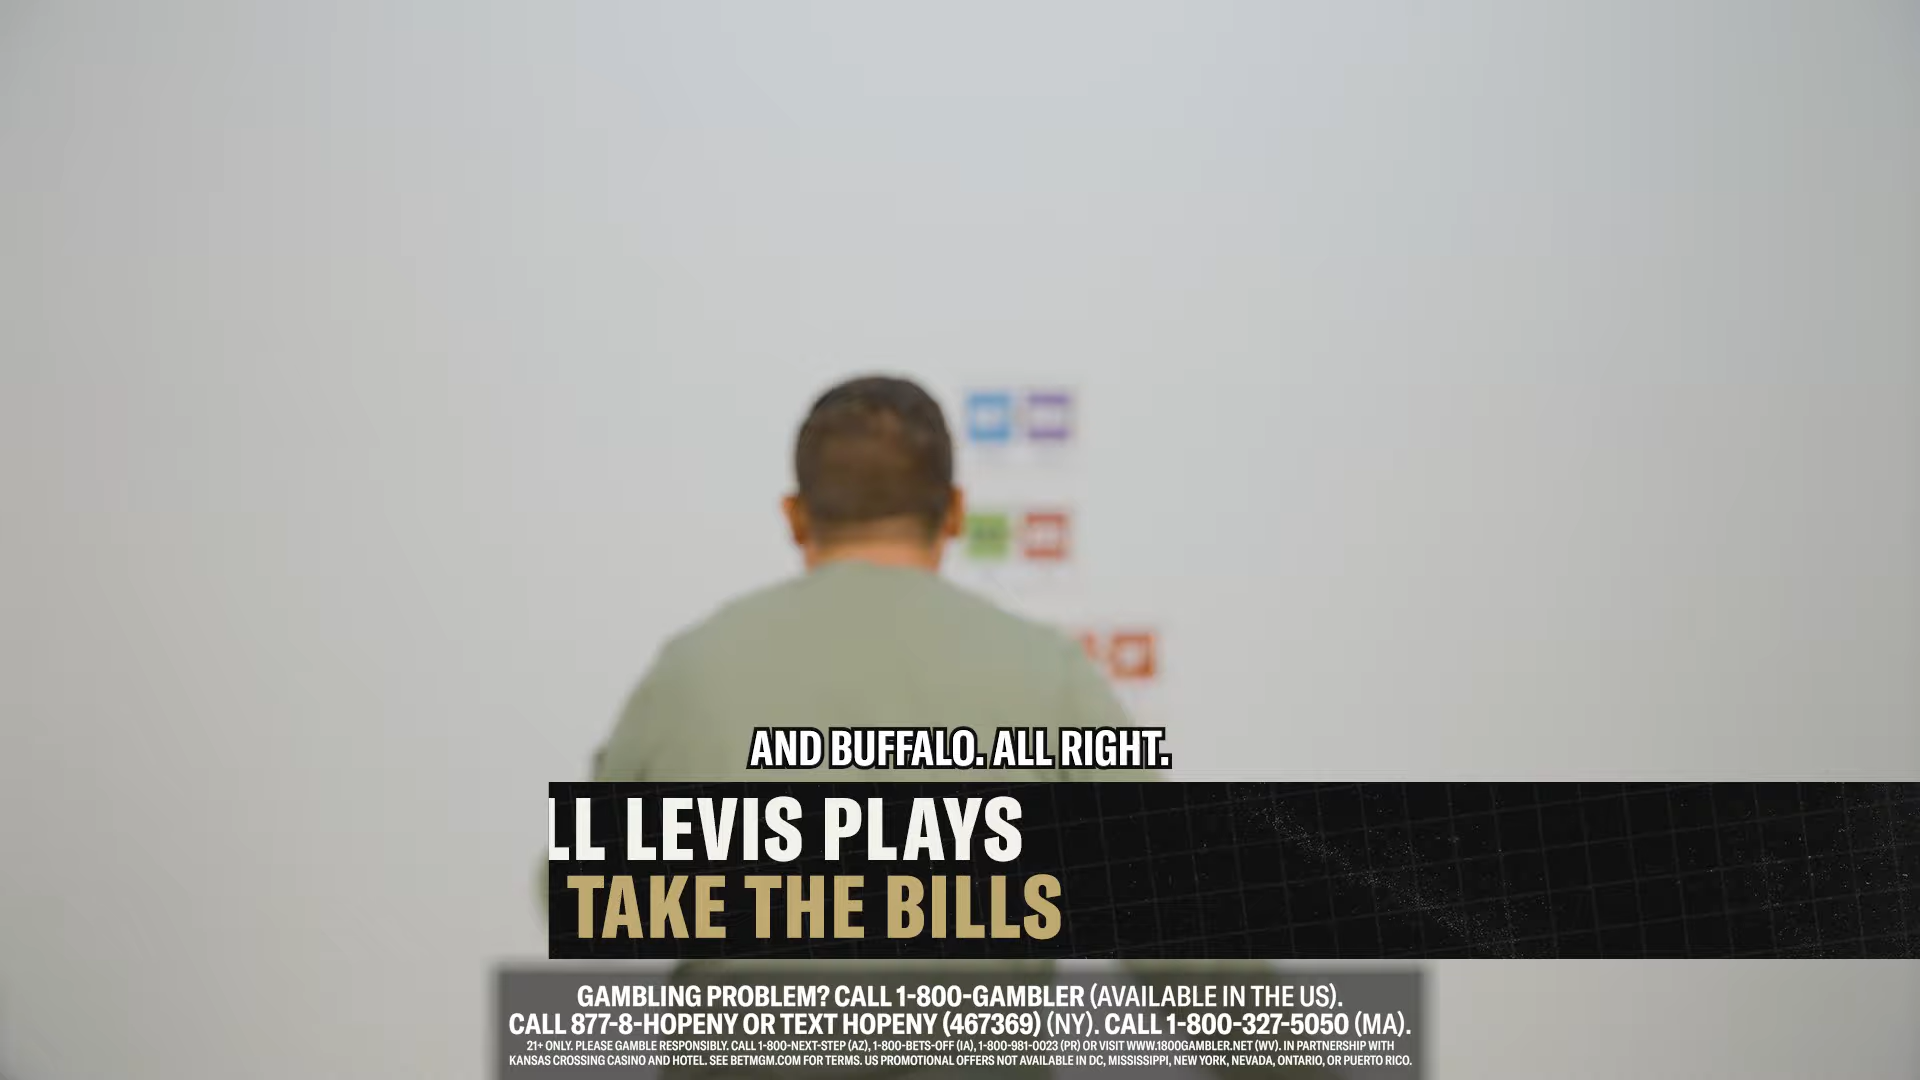 AND BUFFALO. ALL RIGHT.
LL LEVIS PLAYS
TAKE THE BILLS
GAMBLING PROBLEM? CALL 1-800-GAMBLER (AVAILABLE IN THE US).
CALL 877-8-HOPENY OR TEXT HOPENY (467369) (NY). CALL 1-800-327-5050 (MA).
21+ ONLY. PLEASE GAMBLE RESPONSIBLY. CALL 1-800-NEXT-STEP (AZ), 1-800-BETS-OFF (IA), 1-800-981-0023 (PR) OR VISIT WWW.1800GAMBLER.NET (WV). IN PARTNERSHIP WITH
KANSAS CROSSING CASINO AND HOTEL. SEE BETMGM.COM FOR TERMS. US PROMOTIONAL OFFERS NOT AVAILABLE IN DC, MISSISSIPPI, NEW YORK, NEVADA, ONTARIO, OR PUERTO RICO.